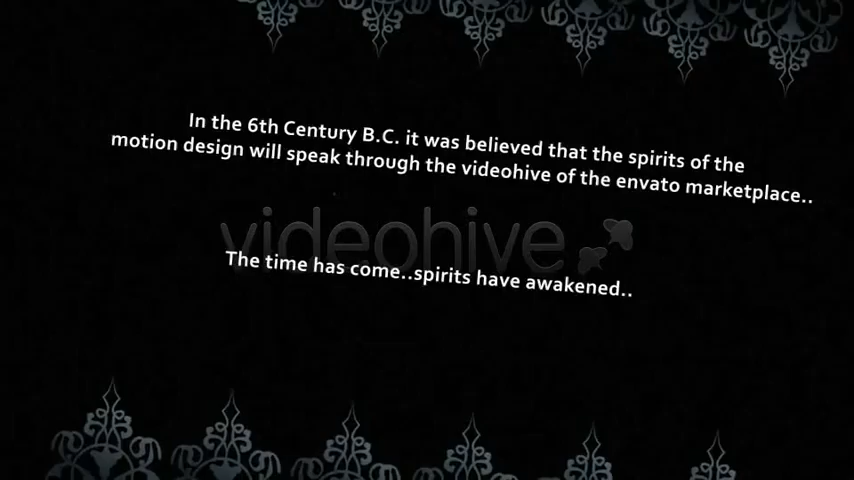 In the 6th Century B.C. it was believed that the spirits of the
motion design will speak through the videohive of the envato marketplace..
videohive
The time has come..spirits have awakened..